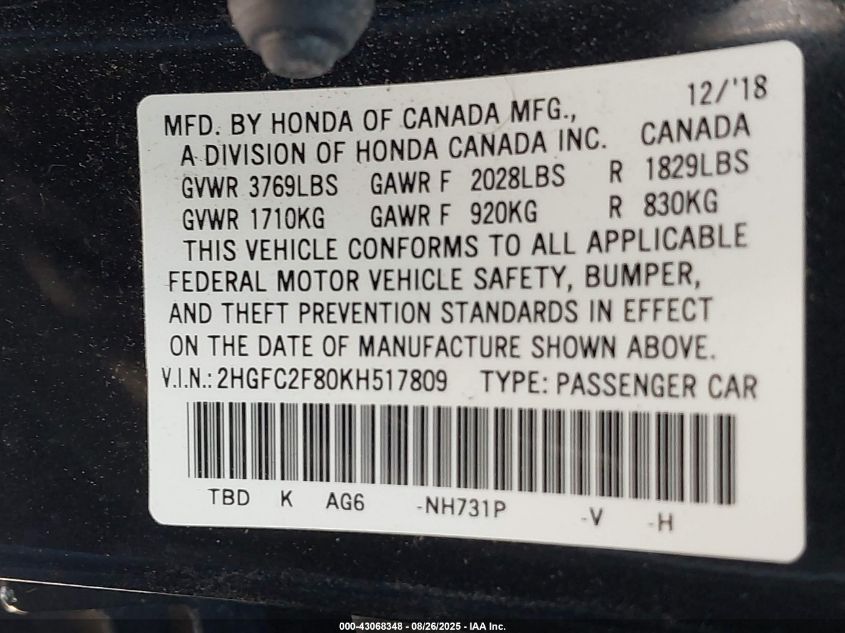 12/'18
MFD. BY HONDA OF CANADA MFG.,
A DIVISION OF HONDA CANADA INC. CANADA
GVWR 3769LBS GAWR F 2028LBS R 1829LBS
GVWR 1710KG GAWR F 920KG R 830KG
THIS VEHICLE CONFORMS TO ALL APPLICABLE
FEDERAL MOTOR VEHICLE SAFETY, BUMPER,
AND THEFT PREVENTION STANDARDS IN EFFECT
ON THE DATE OF MANUFACTURE SHOWN ABOVE.
V.I.N.: 2HGFC2F80KH517809 TYPE: PASSENGER CAR
TBD K AG6 -NH731P -V -H
000-43068348 - 08/26/2025 - IAA Inc.